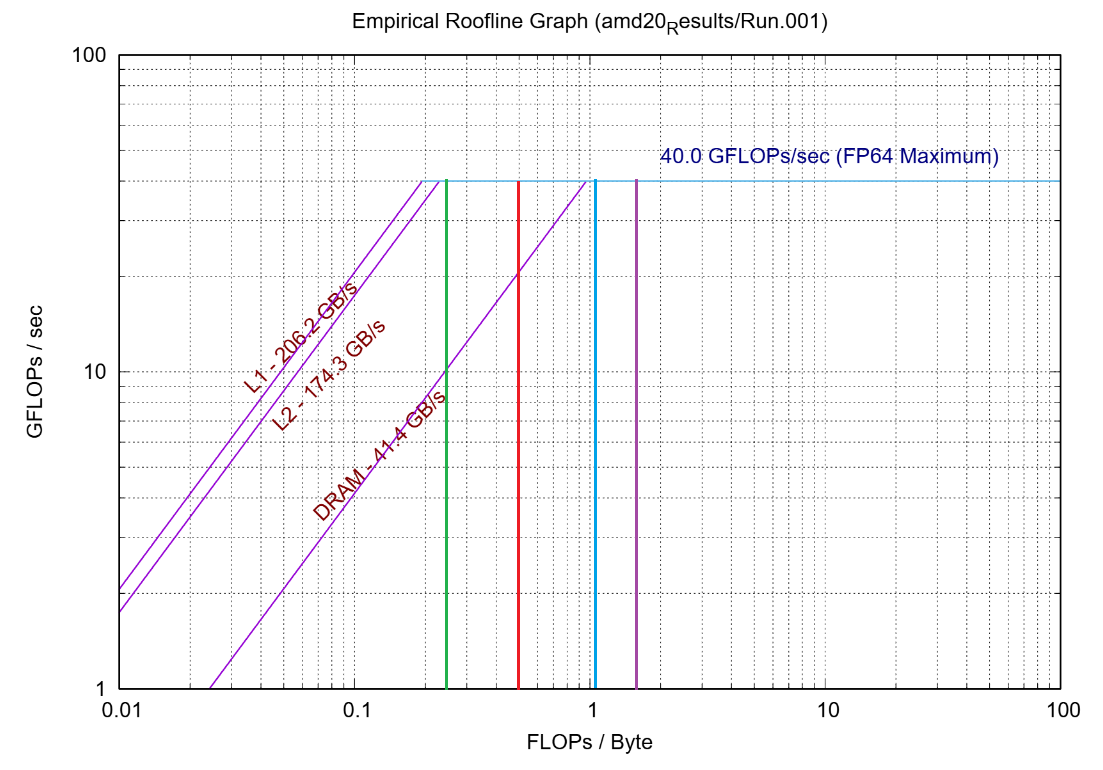 Empirical Roofline Graph (amd20Results/Run.001)
100
40.0 GFLOPs/sec (FP64 Maximum)
L1 - 206.2 GB/s
L2 - 174.3 GB/s
GFLOPs / sec
10
DRAM - 41.4 GB/s
1
0.01 0.1 1 10 100
FLOPs / Byte